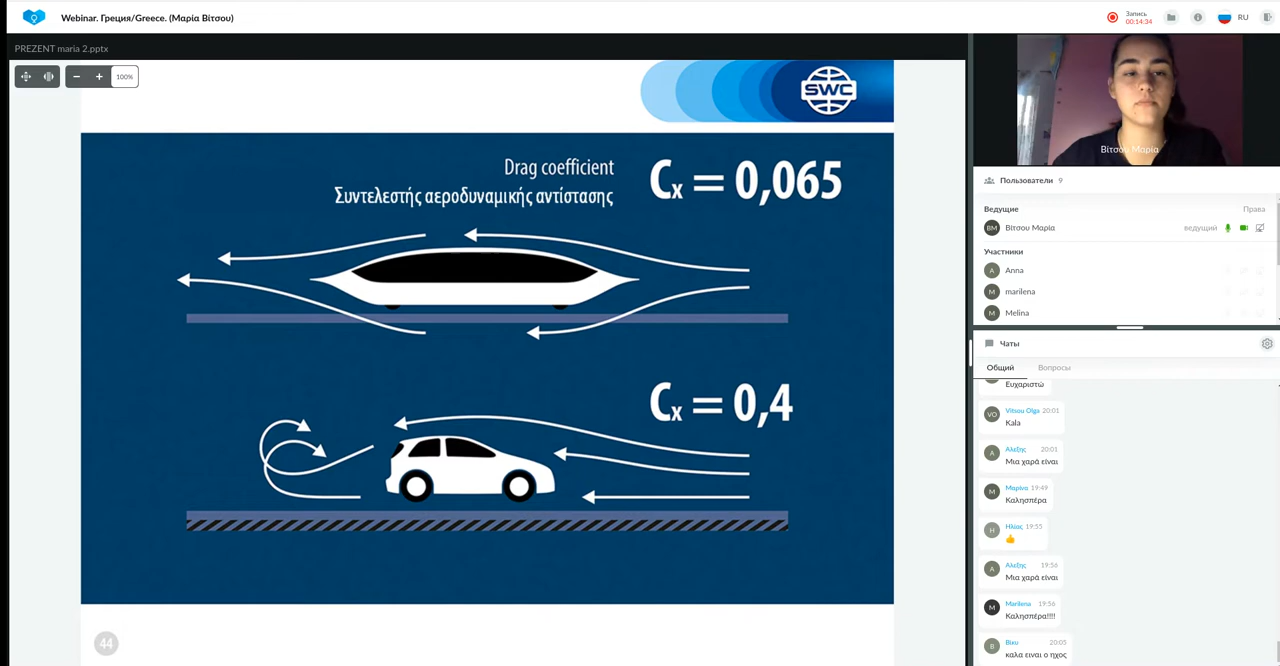 Webinar. Греция/Greece. (Μαρία Βίτσου)
Запись
00:14:34
RU
PREZENT maria 2.pptx
100%
SWC
Drag coefficient
Συντελεστής αεροδυναμικής αντίστασης
Cx = 0,065
Cx = 0,4
44
Βίτσου Μαρία
Пользователи 9
Ведущие Права
ВМ Βίτσου Μαρία ведущий
Участники
A Anna
M marilena
M Melina
Чаты
Общий Вопросы
Ευχαριστώ
VO Vitsou Olga 20:01
Kala
A Αλεξης 20:01
Μια χαρά είναι
M Μαρίνα 19:49
Καλησπέρα
H Ηλίας 19:55
A Αλεξης 19:56
Μια χαρά είναι
M Marilena 19:56
Καλησπέρα!!!!
B Βίκυ 20:05
καλα ειναι ο ηχος